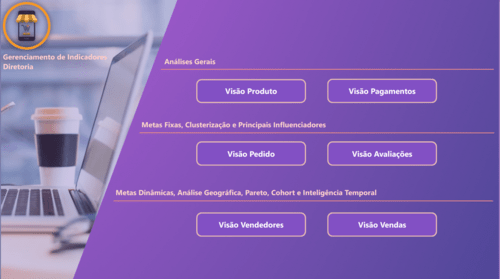 Gerenciamento de Indicadores
Diretoria
Análises Gerais
Visão Produto
Visão Pagamentos
Metas Fixas, Clusterização e Principais Influenciadores
Visão Pedido
Visão Avaliações
Metas Dinâmicas, Análise Geográfica, Pareto, Cohort e Inteligência Temporal
Visão Vendedores
Visão Vendas